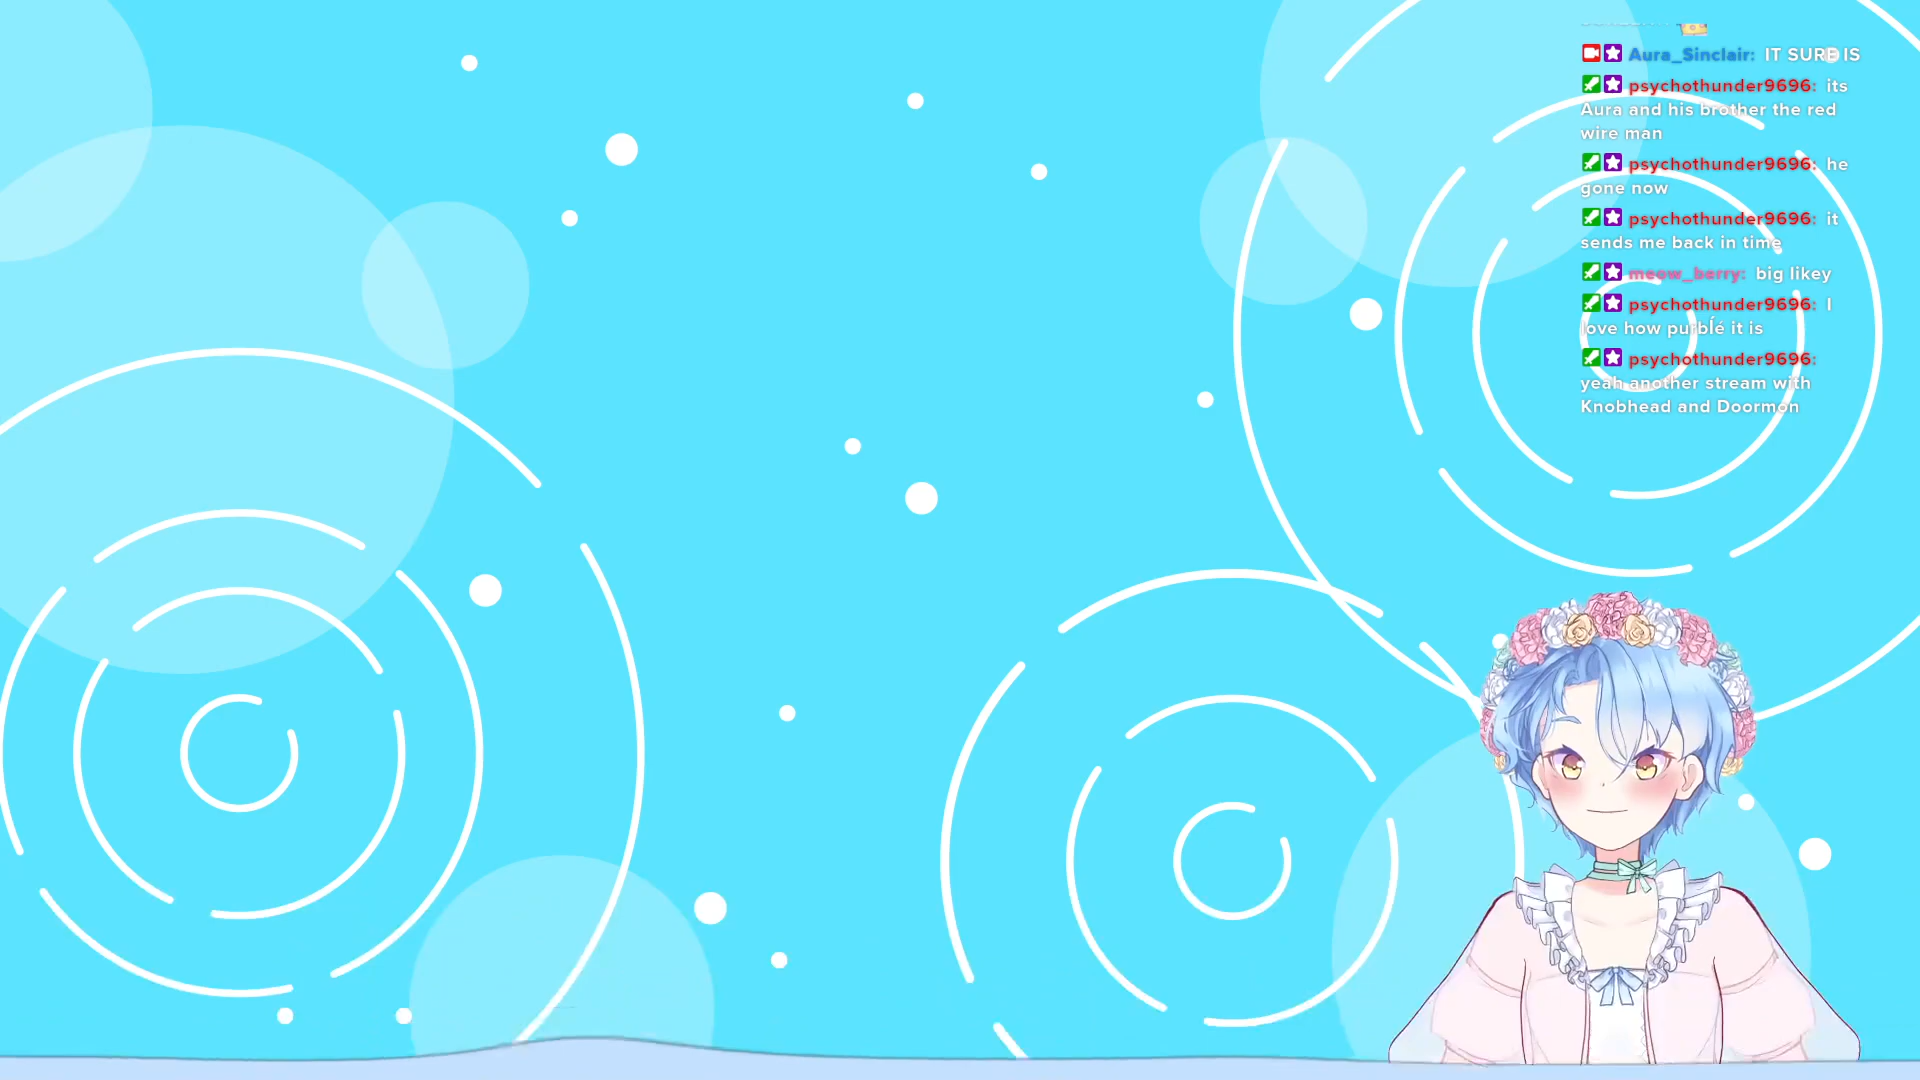 Aura_Sinclair: IT SURE IS
psychothunder9696: its
Aura and his brother the red
wire man
psychothunder9696: he
gone now
psychothunder9696: it
sends me back in time
meow_barry: big likey
psychothunder9696: I
love how purbĺé it is
psychothunder9696:
yeah another stream with
Knobhead and Doormon